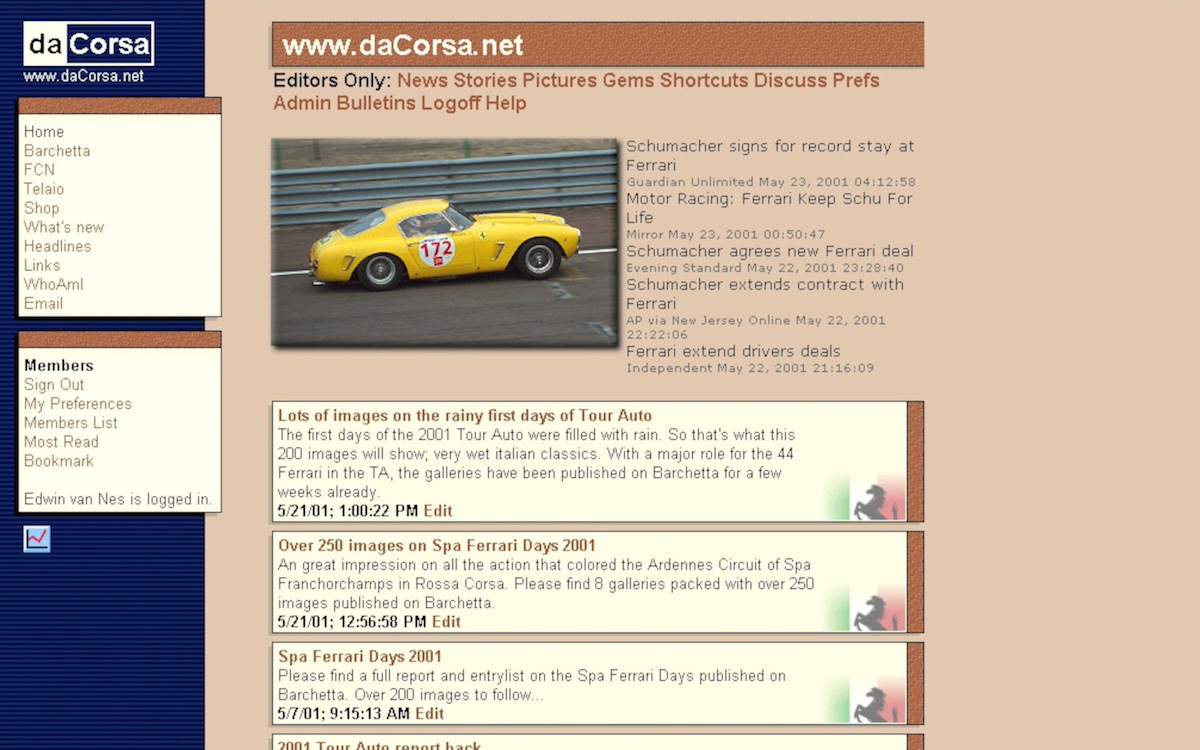 da Corsa
www.daCorsa.net
Home
Barchetta
FCN
Telaio
Shop
What's new
Headlines
Links
WhoAmI
Email
Members
Sign Out
My Preferences
Members List
Most Read
Bookmark
Edwin van Nes is logged in.
www.daCorsa.net
Editors Only: News Stories Pictures Gems Shortcuts Discuss Prefs
Admin Bulletins Logoff Help
172
Schumacher signs for record stay at
Ferrari
Guardian Unlimited May 23, 2001 04:12:58
Motor Racing: Ferrari Keep Schu For
Life
Mirror May 23, 2001 00:50:47
Schumacher agrees new Ferrari deal
Evening Standard May 22, 2001 23:28:40
Schumacher extends contract with
Ferrari
AP via New Jersey Online May 22, 2001
22:22:06
Ferrari extend drivers deals
Independent May 22, 2001 21:16:09
Lots of images on the rainy first days of Tour Auto
The first days of the 2001 Tour Auto were filled with rain. So that's what this
200 images will show; very wet italian classics. With a major role for the 44
Ferrari in the TA, the galleries have been published on Barchetta for a few
weeks already.
5/21/01; 1:00:22 PM Edit
Over 250 images on Spa Ferrari Days 2001
An great impression on all the action that colored the Ardennes Circuit of Spa
Franchorchamps in Rossa Corsa. Please find 8 galleries packed with over 250
images published on Barchetta.
5/21/01; 12:56:58 PM Edit
Spa Ferrari Days 2001
Please find a full report and entrylist on the Spa Ferrari Days published on
Barchetta. Over 200 images to follow...
5/7/01; 9:15:13 AM Edit
2001 Tour Auto report back